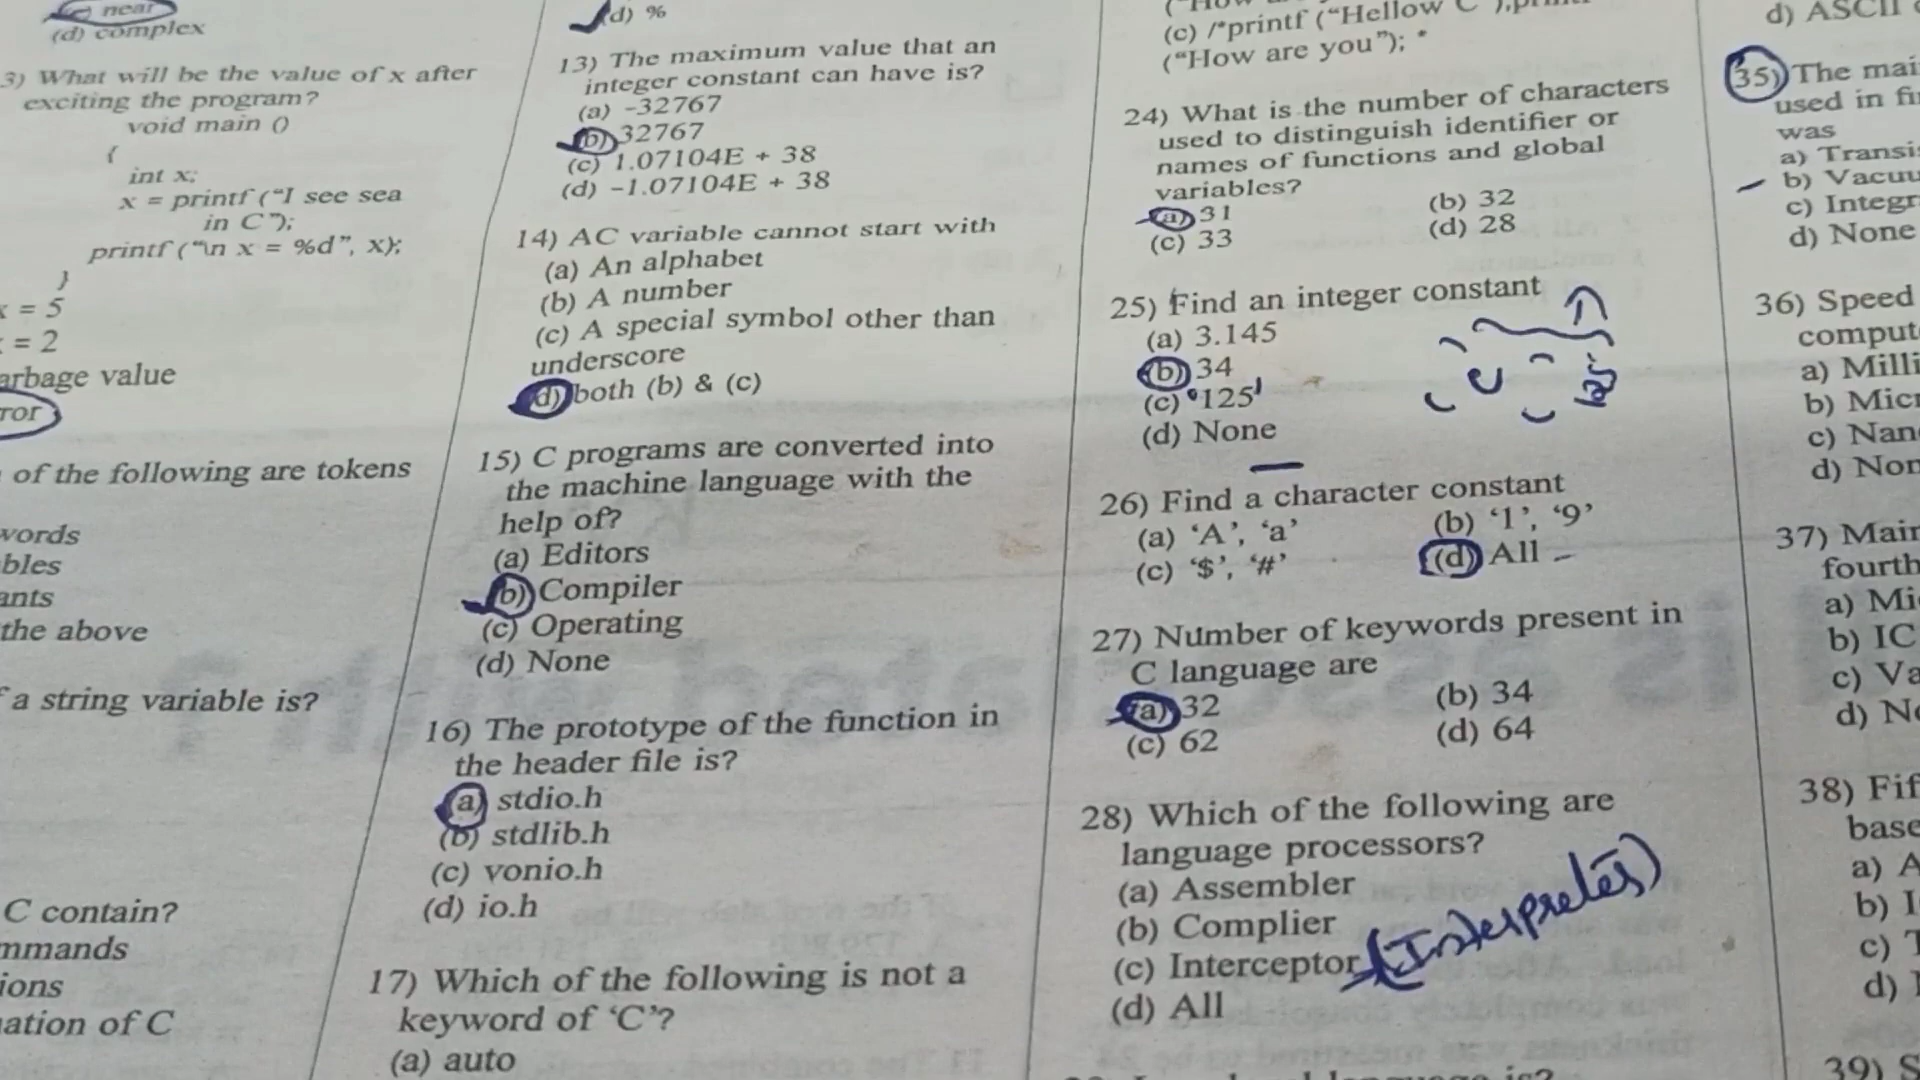 near
(d) complex
3) What will be the value of x after
exciting the program?
void main ()
{
int x;
x = printf ("I see sea
in C");
printf ("\n x = %d", x);
}
x = 5
= 2
arbage value
ror
of the following are tokens
words
bles
ants
the above
a string variable is?
C contain?
mmands
ions
ation of C
(d) %
13) The maximum value that an
integer constant can have is?
(a) -32767
(b) 32767
(c) 1.07104E + 38
(d) -1.07104E + 38
14) AC variable cannot start with
(a) An alphabet
(b) A number
(c) A special symbol other than
underscore
(d) both (b) & (c)
15) C programs are converted into
the machine language with the
help of?
(a) Editors
(b) Compiler
(c) Operating
(d) None
16) The prototype of the function in
the header file is?
(a) stdio.h
(b) stdlib.h
(c) vonio.h
(d) io.h
17) Which of the following is not a
keyword of 'C'?
(a) auto
(c) /*printf ("Hellow C");
("How are you"); *
24) What is the number of characters
used to distinguish identifier or
names of functions and global
variables?
(a) 31 (b) 32
(c) 33 (d) 28
25) Find an integer constant
(a) 3.145
(b) 34
(c) '125'
(d) None
26) Find a character constant
(a) 'A', 'a' (b) '1', '9'
(c) '$', '#' (d) All
27) Number of keywords present in
C language are
(a) 32 (b) 34
(c) 62 (d) 64
28) Which of the following are
language processors?
(a) Assembler
(b) Complier
(c) Interceptor (Interpreter)
(d) All
d) ASCII
35) The mai
used in fi
was
a) Transis
b) Vacuu
c) Integr
d) None
36) Speed
comput
a) Milli
b) Micr
c) Nan
d) Non
37) Main
fourth
a) Mi
b) IC
c) Va
d) No
38) Fif
base
a) A
b) I
c)
d)
39) S